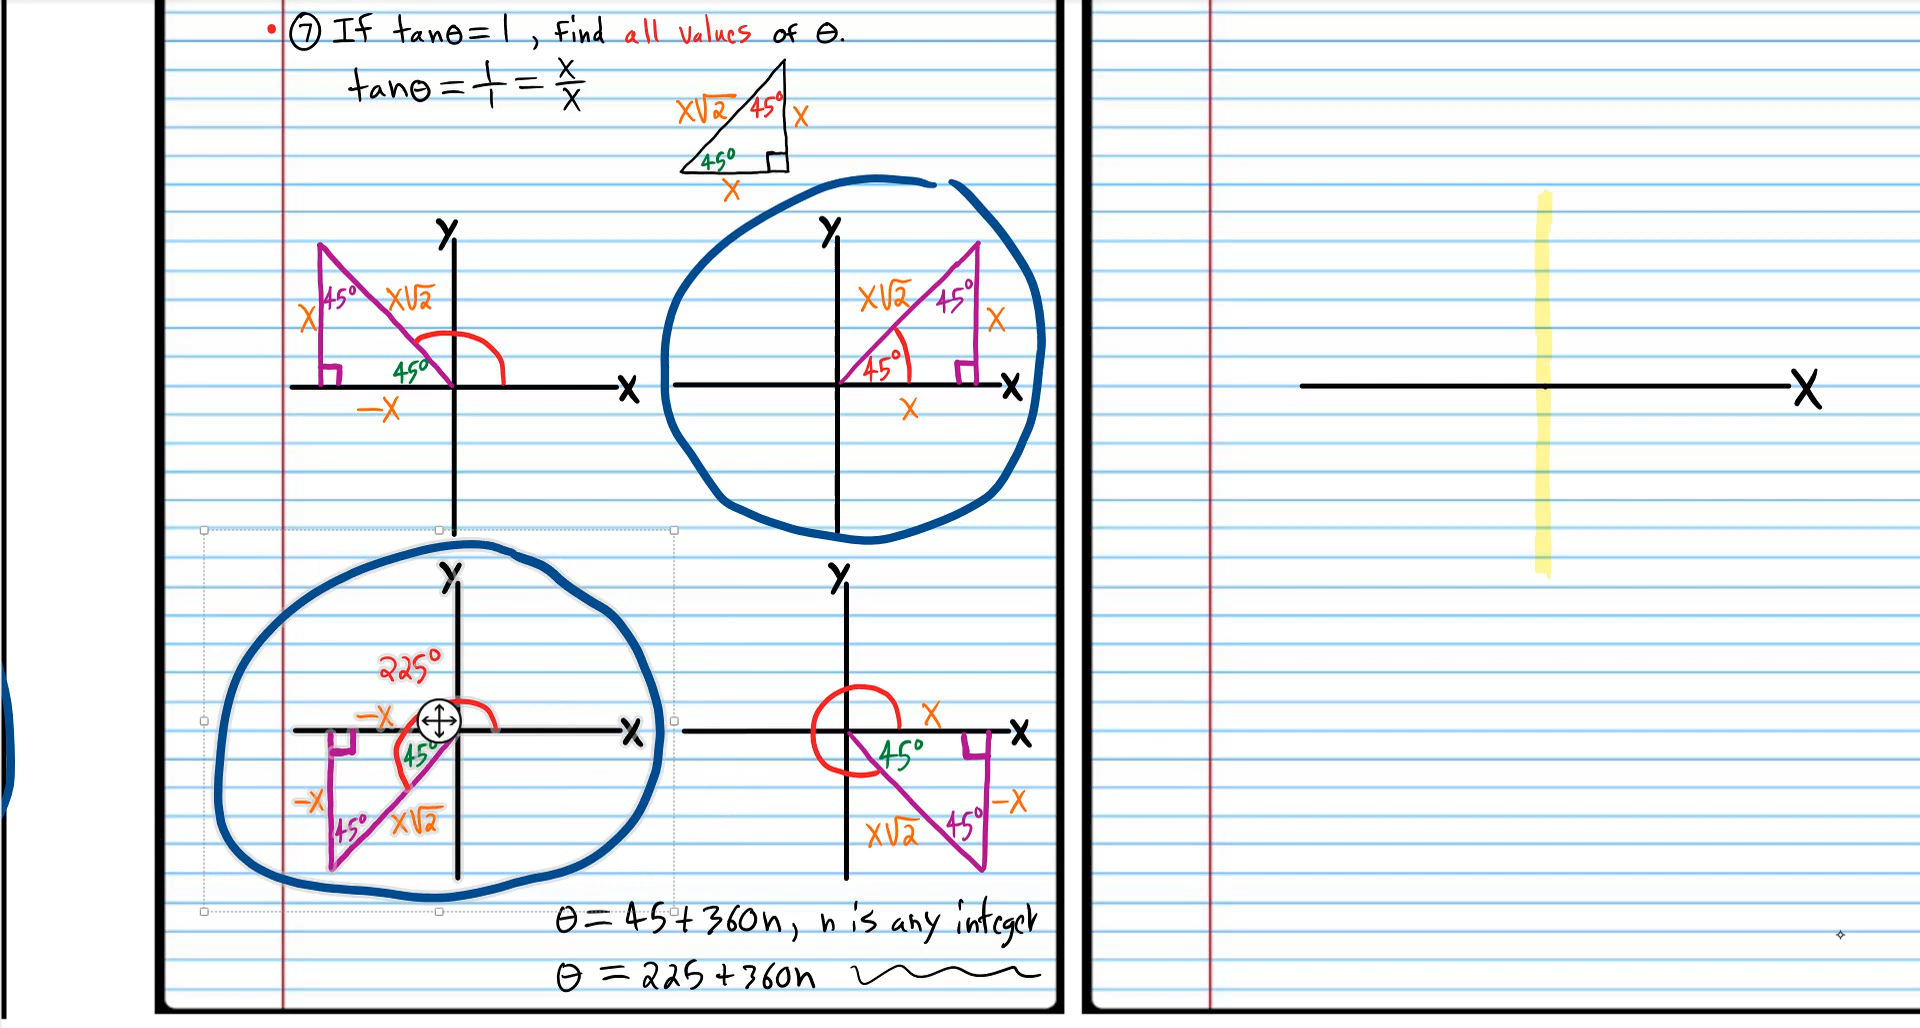 • ⑦ If tanθ = 1, find all values of θ.
tanθ = 1/1 = x/x
x√2 45° x
45°
x
y
45° x√2
x
45°
x
−x
y
x√2 45° x
45°
x
x
x
y
225°
−x
x
45°
−x
45° x√2
y
x
x
45°
−x
x√2 45°
θ = 45 + 360n, n is any integer
θ = 225 + 360n